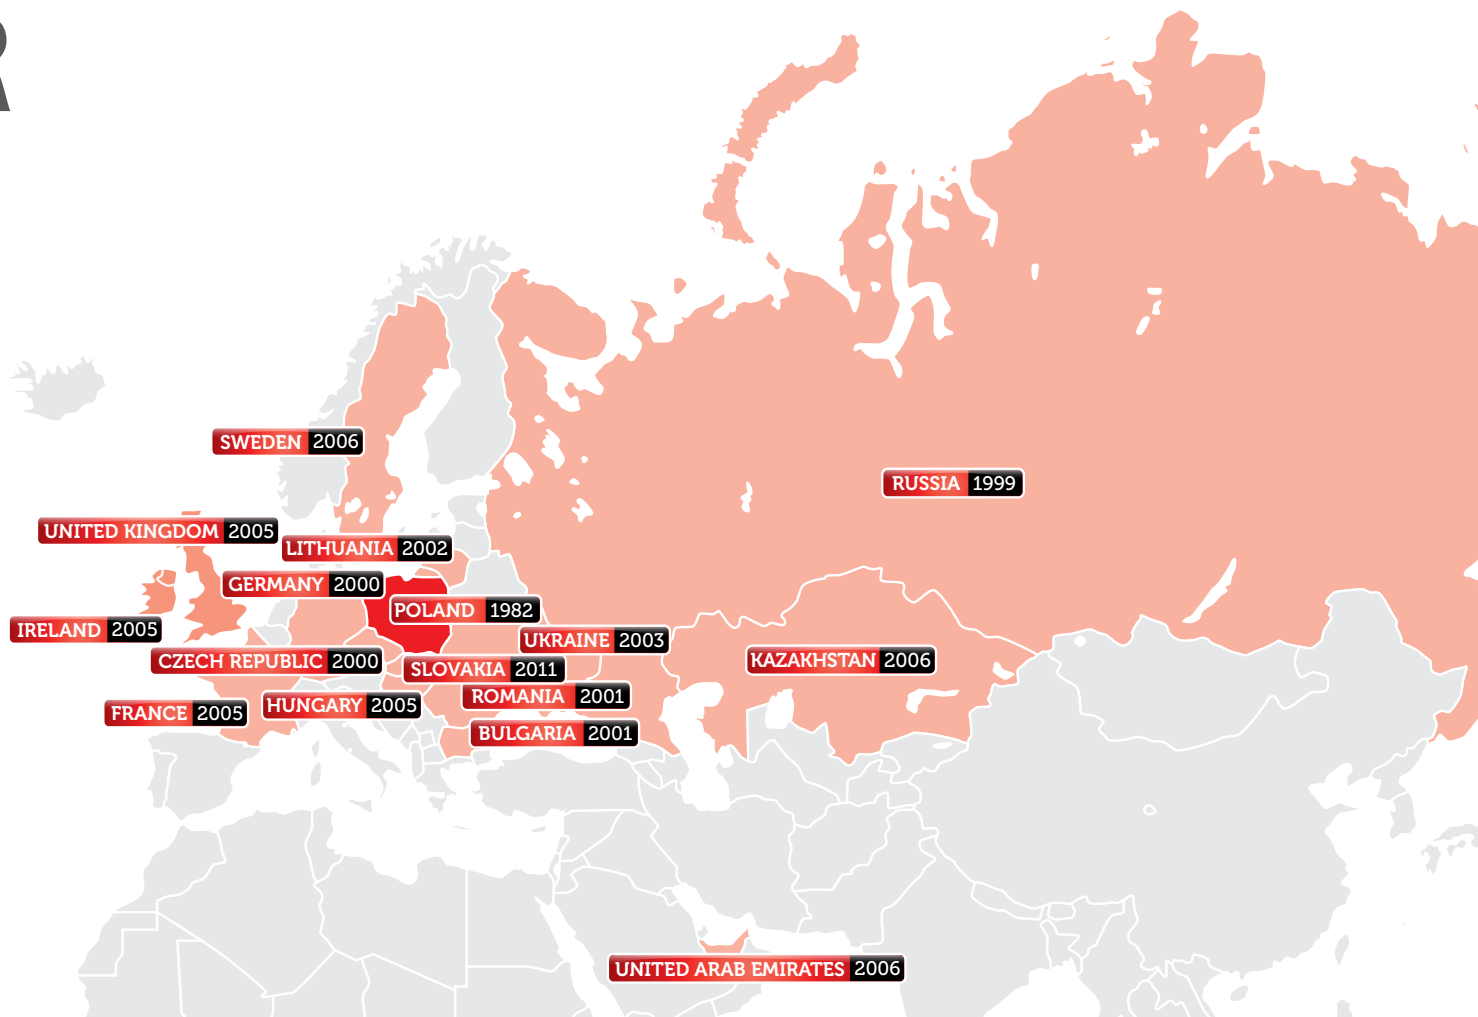 R
SWEDEN 2006
RUSSIA 1999
UNITED KINGDOM 2005
LITHUANIA 2002
GERMANY 2000
POLAND 1982
IRELAND 2005
UKRAINE 2003
CZECH REPUBLIC 2000
SLOVAKIA 2011
KAZAKHSTAN 2006
ROMANIA 2001
FRANCE 2005
HUNGARY 2005
BULGARIA 2001
UNITED ARAB EMIRATES 2006